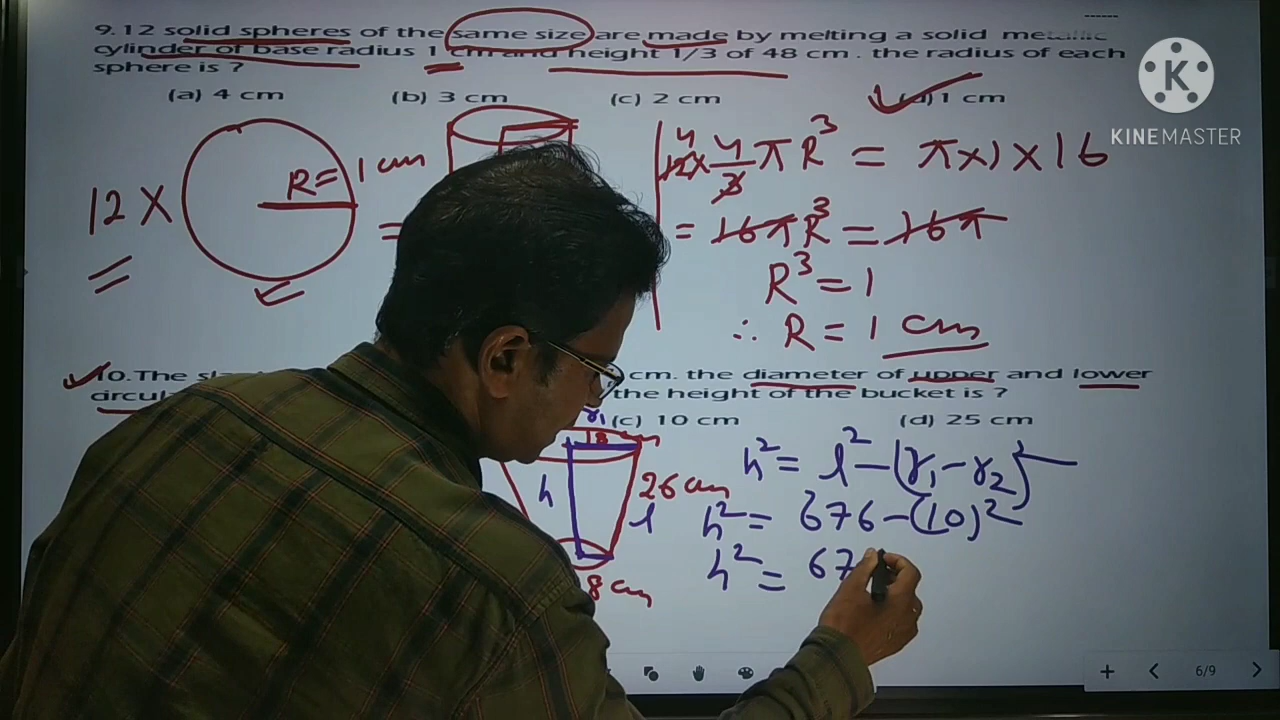 9.12 solid spheres of the same size are made by melting a solid metallic
cylinder of base radius 1 cm and height 1/3 of 48 cm . the radius of each
sphere is ?
(a) 4 cm (b) 3 cm (c) 2 cm (d) 1 cm
KINEMASTER
12 X R = 1 cm =
4
12 x 4/3 π R³ = π x 1 x 16
= 16 π R³ = 16 π
R³ = 1
∴ R = 1 cm
10.The cm. the diameter of upper and lower
the height of the bucket is ?
(c) 10 cm (d) 25 cm
r₁
18
h 26 cm
l
8 cm
h² = l² - (r₁ - r₂)²
h² = 676 - (10)²
h² = 67
6/9